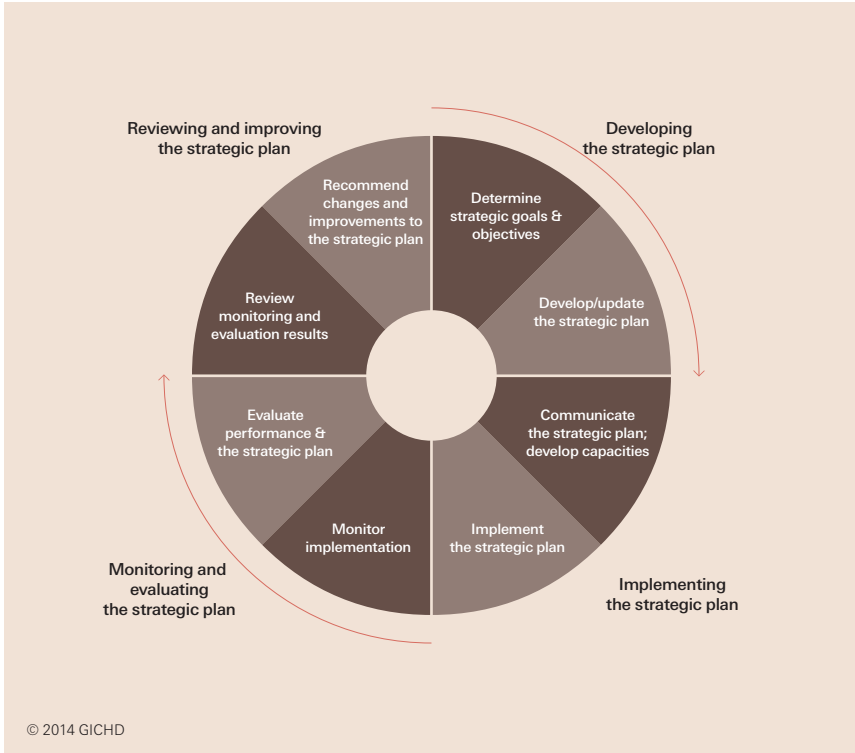 Reviewing and improving
the strategic plan
Developing
the strategic plan
Recommend
changes and
improvements to
the strategic plan
Determine
strategic goals &
objectives
Review
monitoring and
evaluation results
Develop/update
the strategic plan
Evaluate
performance &
the strategic plan
Communicate
the strategic plan;
develop capacities
Monitor
implementation
Implement
the strategic plan
Monitoring and
evaluating
the strategic plan
Implementing
the strategic plan
© 2014 GICHD